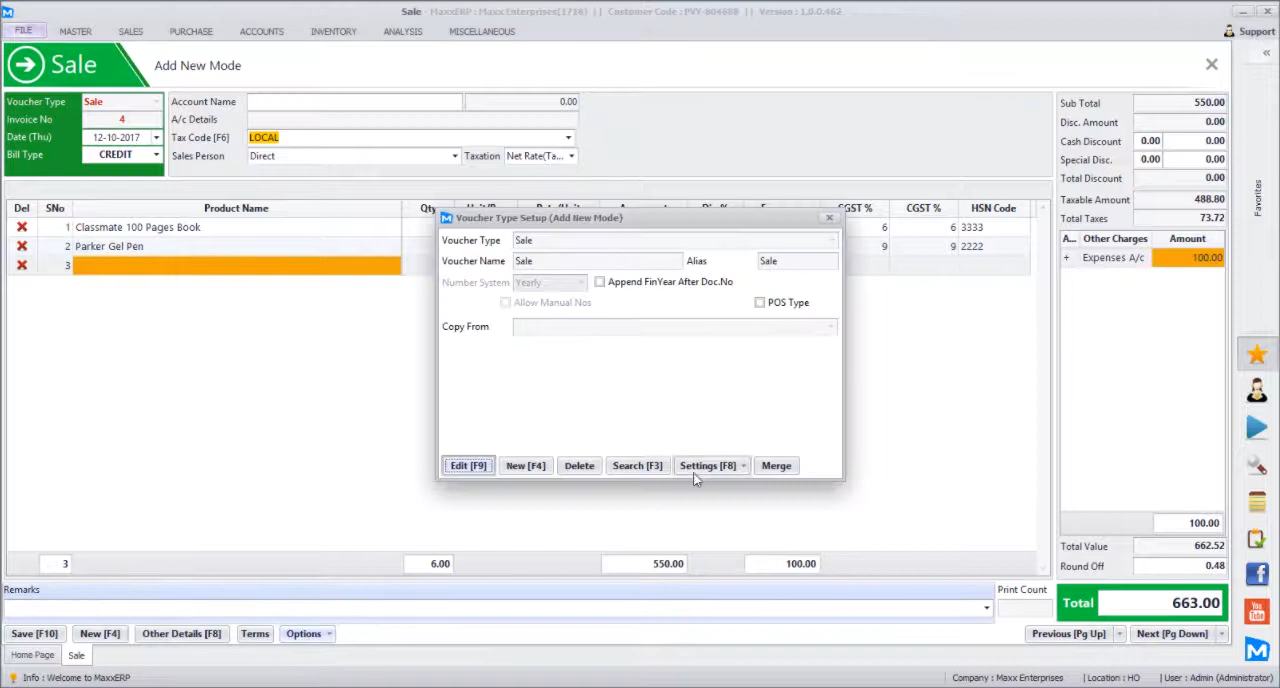 Sale - MaxxERP : Maxx Enterprises(1718) || Customer Code : PVY-804688 || Version : 1.0.0.462
FILE MASTER SALES PURCHASE ACCOUNTS INVENTORY ANALYSIS MISCELLANEOUS Support
Sale Add New Mode
Voucher Type Sale Account Name 0.00 Sub Total 550.00
Invoice No 4 A/c Details Disc. Amount 0.00
Date (Thu) 12-10-2017 Tax Code [F6] LOCAL Cash Discount 0.00 0.00
Bill Type CREDIT Sales Person Direct Taxation Net Rate(Ta... Special Disc. 0.00 0.00
Total Discount 0.00
Taxable Amount 488.80
Total Taxes 73.72
Favorites
Del SNo Product Name CGST % CGST % HSN Code
1 Classmate 100 Pages Book 6 6 3333
2 Parker Gel Pen 9 9 2222
3
A... Other Charges Amount
+ Expenses A/c 100.00
Voucher Type Setup (Add New Mode)
Voucher Type Sale
Voucher Name Sale Alias Sale
Number System Yearly Append FinYear After Doc.No
Allow Manual Nos POS Type
Copy From
Edit [F9] New [F4] Delete Search [F3] Settings [F8] Merge
100.00
3 6.00 550.00 100.00
Total Value 662.52
Round Off 0.48
Remarks Print Count
Total 663.00
Save [F10] New [F4] Other Details [F8] Terms Options Previous [Pg Up] Next [Pg Down]
Home Page Sale
You Tube
Info : Welcome to MaxxERP Company : Maxx Enterprises | Location : HO | User : Admin (Administrator)